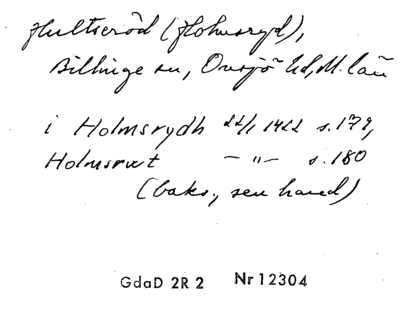 Hultseröd (Holmsryd),
Billinge sn, Onsjö hd, M. län
i Holmsrydh 22/1 1422 s. 179,
Holmsrwt – " – s. 180
(baks., sen hand)
GdaD 2R 2 Nr 12304